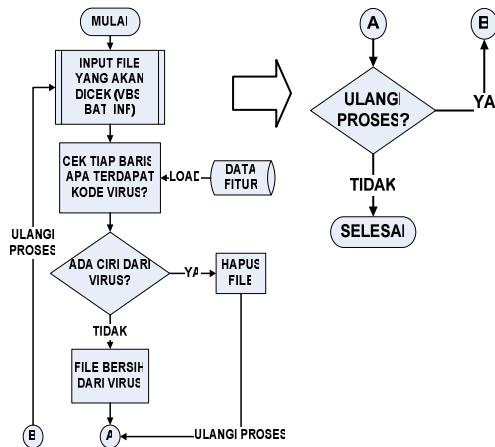 MULAI
INPUT FILE
YANG AKAN
DICEK (VBS
BAT INF)
CEK TIAP BARIS
APA TERDAPAT
KODE VIRUS?
LOAD
DATA
FITUR
ULANGI
PROSES
ADA CIRI DARI
VIRUS?
YA
HAPUS
FILE
TIDAK
FILE BERSIH
DARI VIRUS
B
A
ULANGI PROSES
A
B
ULANGI
PROSES?
YA
TIDAK
SELESAI